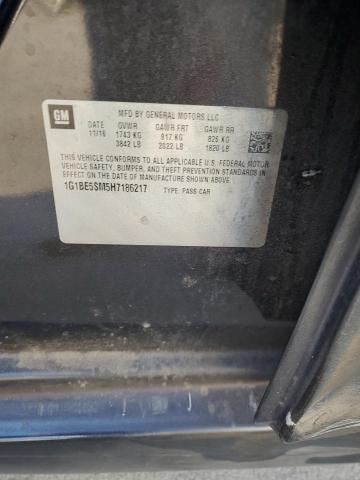 GM
MFD BY GENERAL MOTORS LLC
DATE GVWR GAWR FRT GAWR RR
11/16 1743 KG 917 KG 826 KG
3842 LB 2022 LB 1820 LB
THIS VEHICLE CONFORMS TO ALL APPLICABLE U.S. FEDERAL MOTOR
VEHICLE SAFETY, BUMPER, AND THEFT PREVENTION STANDARDS IN
EFFECT ON THE DATE OF MANUFACTURE SHOWN ABOVE.
1G1BE5SM5H7186217 TYPE: PASS CAR